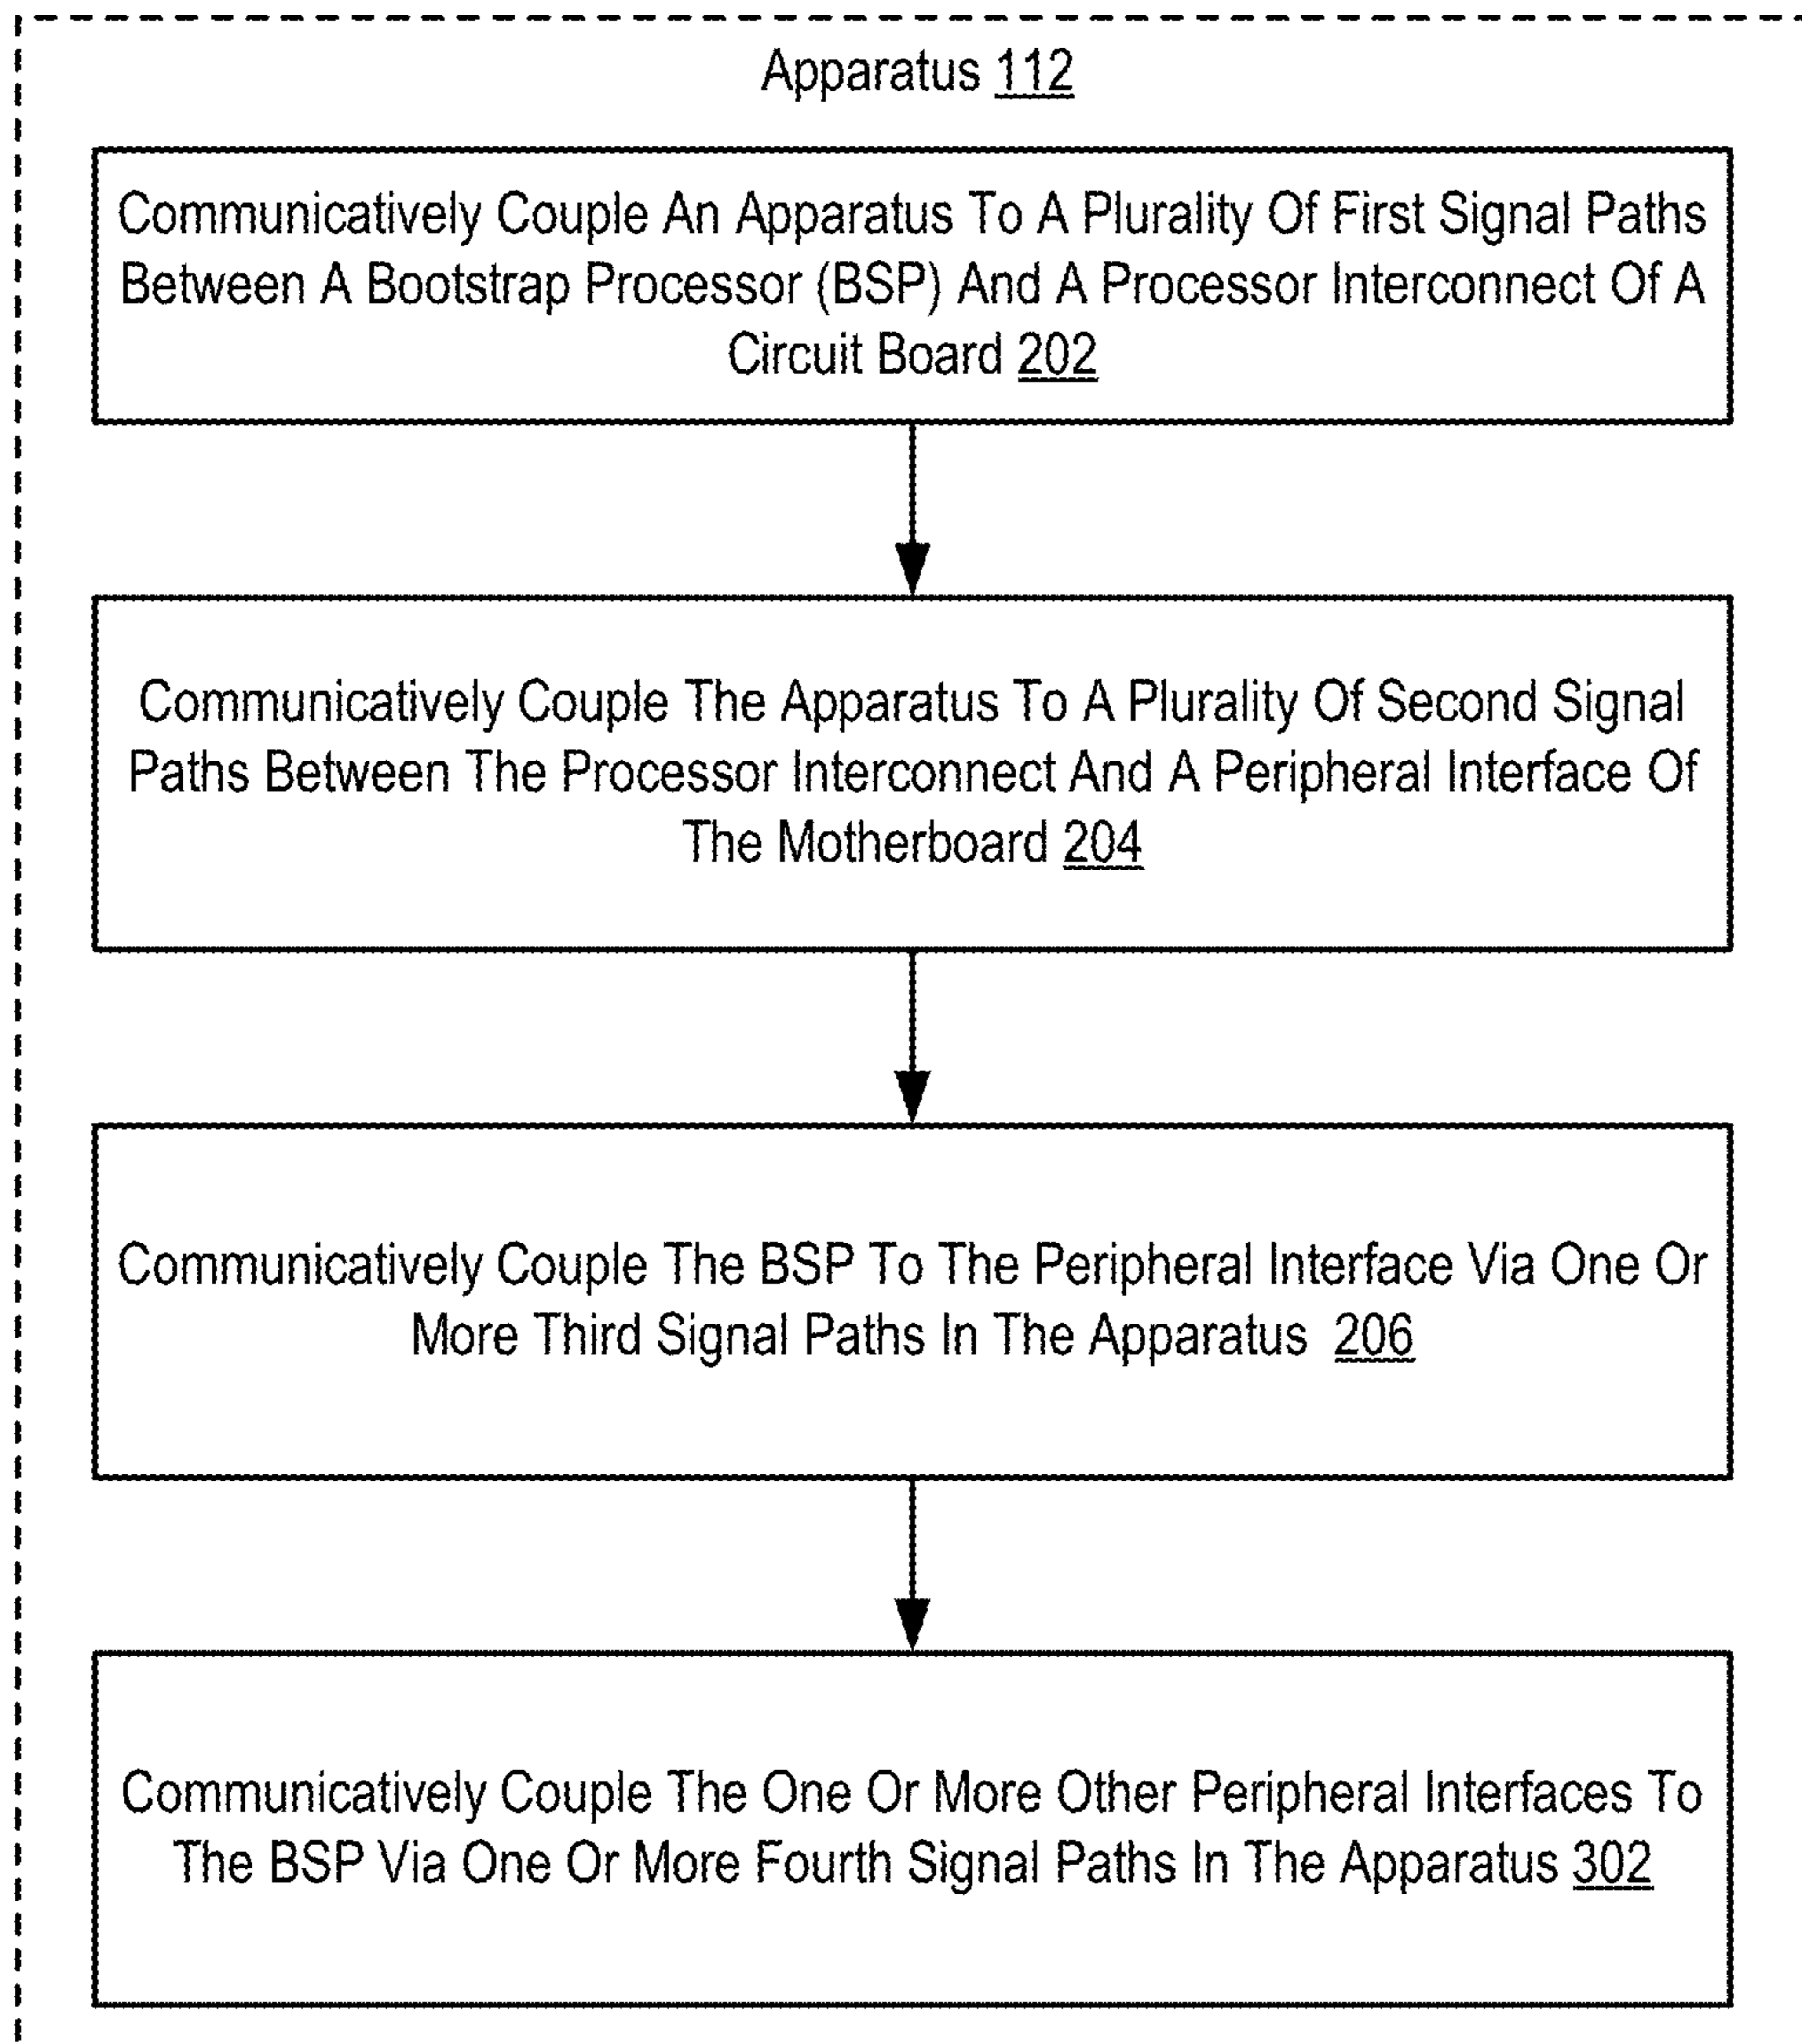 Apparatus 112
Communicatively Couple An Apparatus To A Plurality Of First Signal Paths
Between A Bootstrap Processor (BSP) And A Processor Interconnect Of A
Circuit Board 202
Communicatively Couple The Apparatus To A Plurality Of Second Signal
Paths Between The Processor Interconnect And A Peripheral Interface Of
The Motherboard 204
Communicatively Couple The BSP To The Peripheral Interface Via One Or
More Third Signal Paths In The Apparatus 206
Communicatively Couple The One Or More Other Peripheral Interfaces To
The BSP Via One Or More Fourth Signal Paths In The Apparatus 302